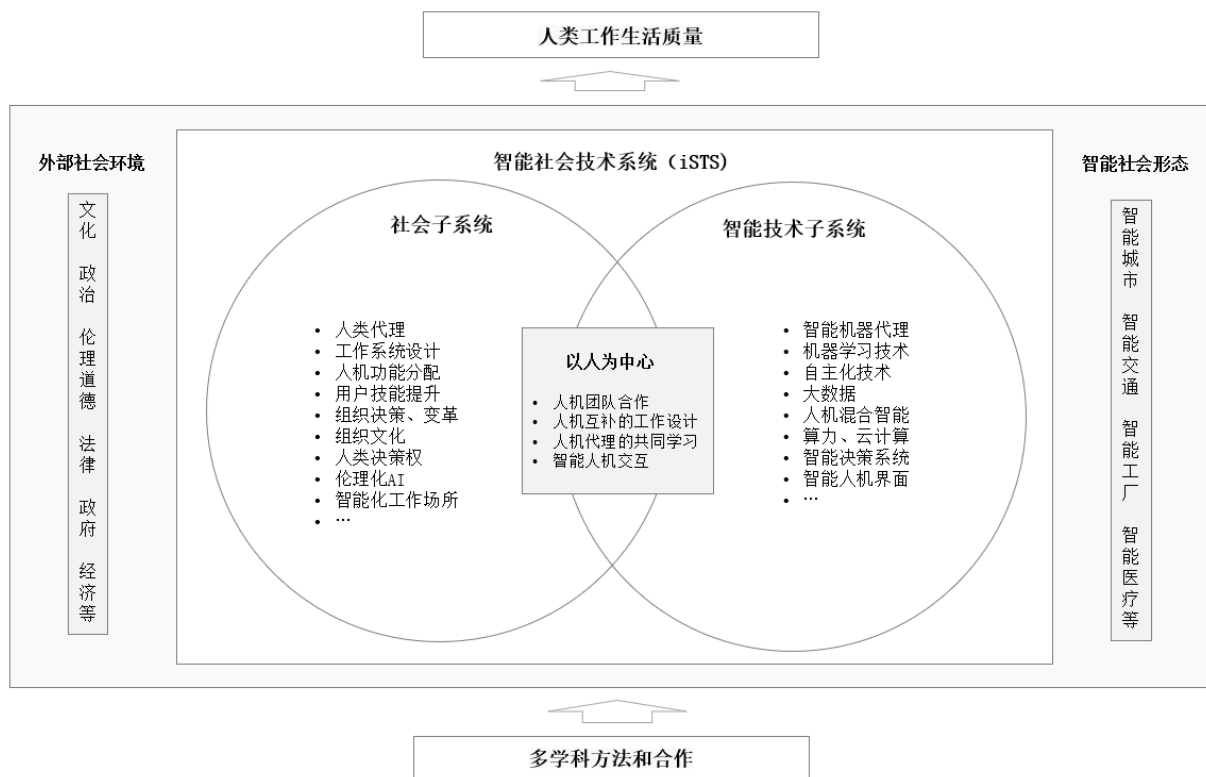 人类工作生活质量
外部社会环境
文化 政治 伦理道德 法律 政府 经济等
智能社会技术系统（iSTS)
社会子系统
• 人类代理
• 工作系统设计
• 人机功能分配
• 用户技能提升
• 组织决策、变革
• 组织文化
• 人类决策权
• 伦理化AI
• 智能化工作场所
• …
以人为中心
• 人机团队合作
• 人机互补的工作设计
• 人机代理的共同学习
• 智能人机交互
智能技术子系统
• 智能机器代理
• 机器学习技术
• 自主化技术
• 大数据
• 人机混合智能
• 算力、云计算
• 智能决策系统
• 智能人机界面
• …
智能社会形态
智能城市 智能交通 智能工厂 智能医疗等
多学科方法和合作